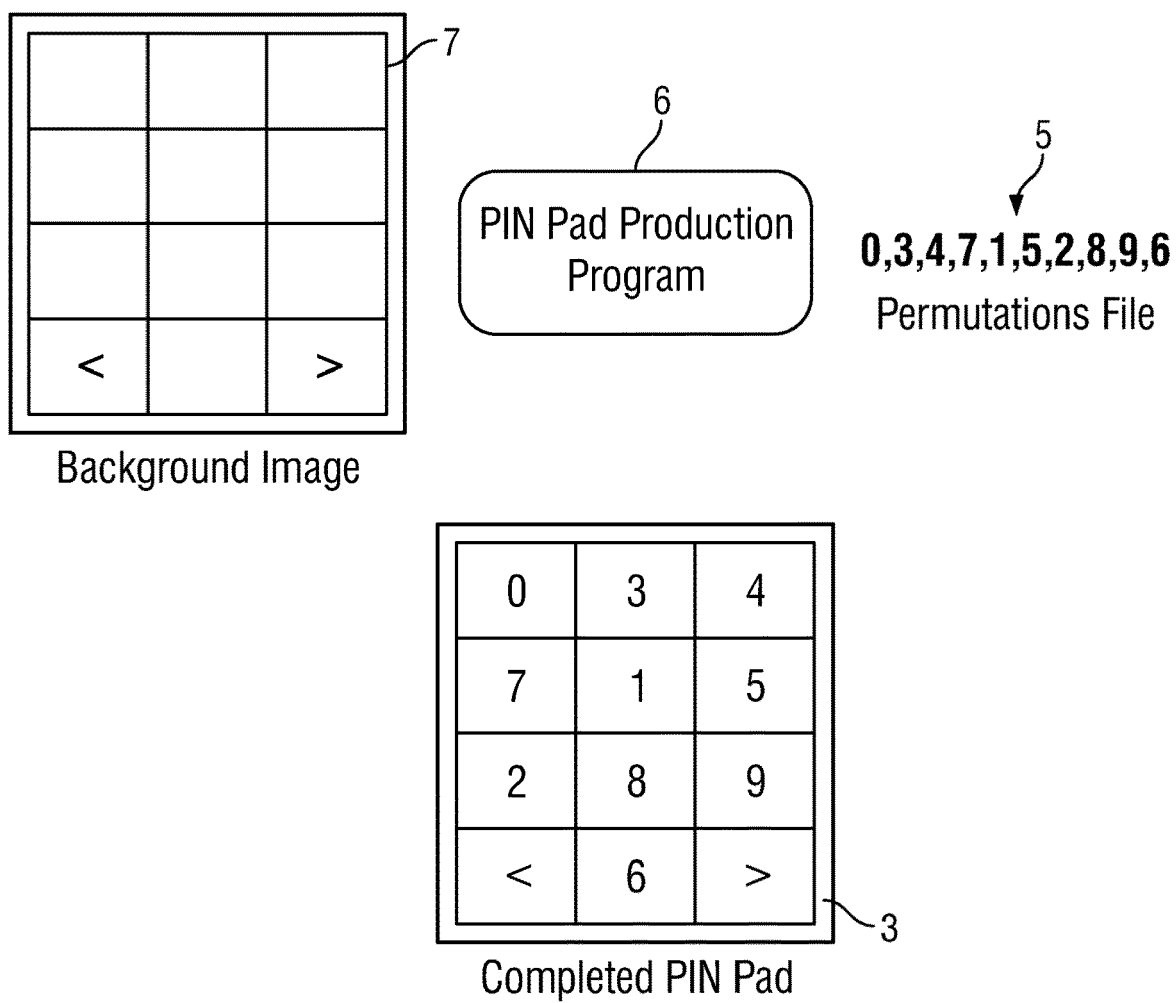 7
6
5
PIN Pad Production
Program
0,3,4,7,1,5,2,8,9,6
Permutations File
< >
Background Image
0 3 4
7 1 5
2 8 9
< 6 >
3
Completed PIN Pad